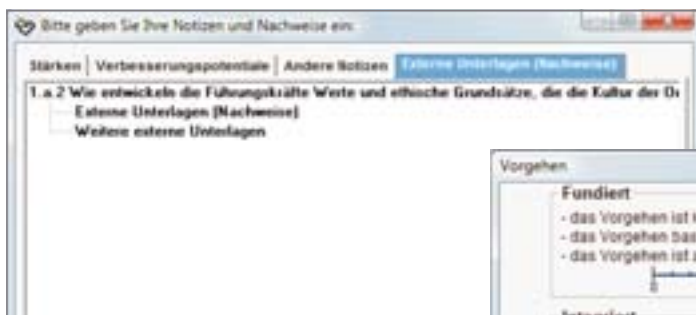 Bitte geben Sie Ihre Notizen und Nachweise ein:
Stärken Verbesserungspotentiale Andere Notizen Externe Unterlagen (Nachweise)
1.a.2 Wie entwickeln die Führungskräfte Werte und ethische Grundsätze, die die Kultur der
Externe Unterlagen (Nachweise)
Weitere externe Unterlagen
Vorgehen
Fundiert
- das Vorgehen ist
- das Vorgehen
- das Vorgehen ist
0